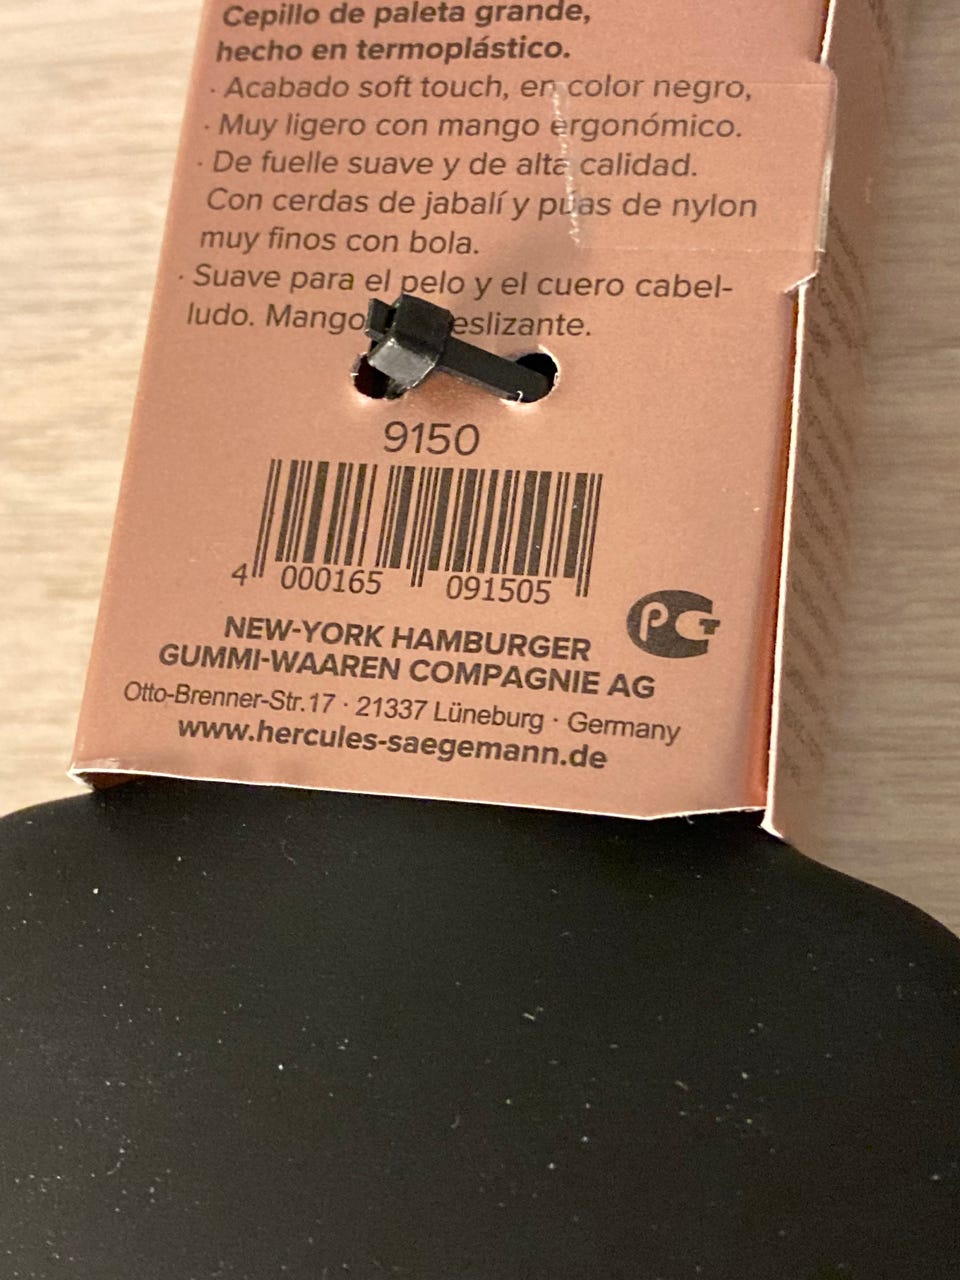 Cepillo de paleta grande,
hecho en termoplástico.
· Acabado soft touch, en color negro,
· Muy ligero con mango ergonómico.
· De fuelle suave y de alta calidad.
Con cerdas de jabalí y púas de nylon
muy finos con bola.
· Suave para el pelo y el cuero cabel-
ludo. Mango eslizante.
9150
4 000165 091505
NEW-YORK HAMBURGER
GUMMI-WAAREN COMPAGNIE AG
Otto-Brenner-Str.17 · 21337 Lüneburg · Germany
www.hercules-saegemann.de